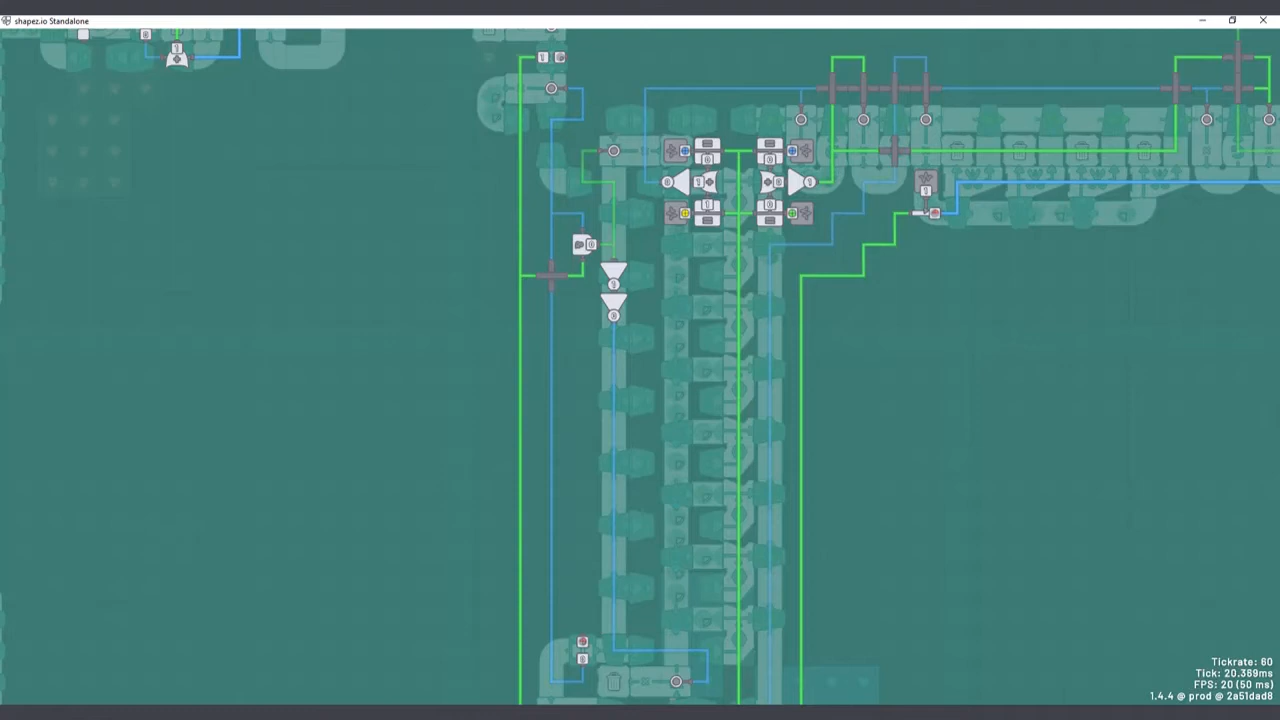 shapez.io Standalone
Tickrate: 60
Tick: 20.389ms
FPS: 20 (50 ms)
1.4.4 @ prod @ 2a51dad8